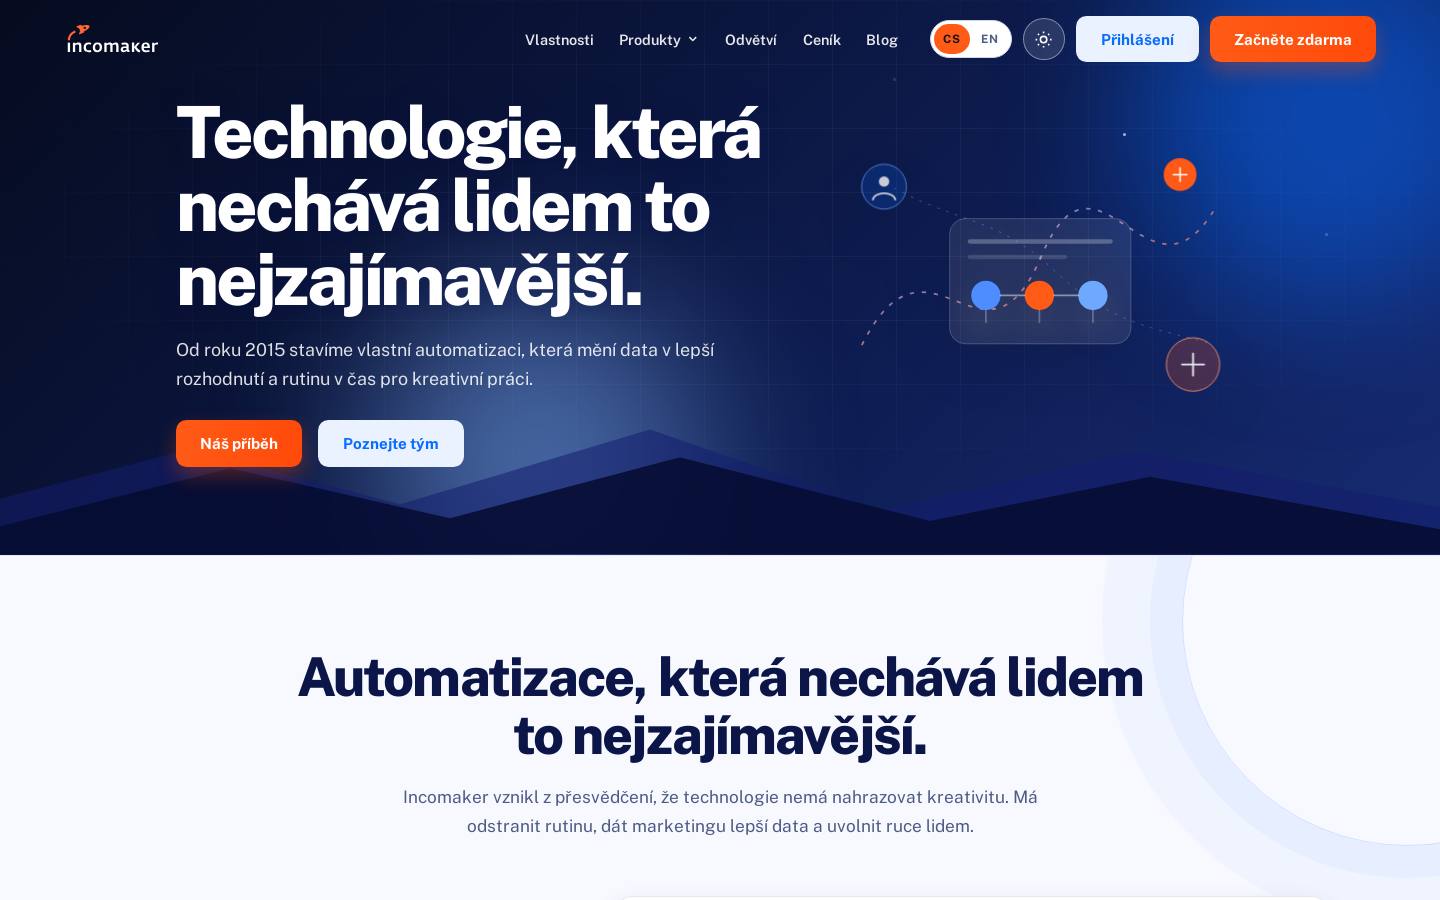 incomaker
Vlastnosti
Produkty
Odvětví
Ceník
Blog
CS
EN
Přihlášení
Začněte zdarma
Technologie, která
nechává lidem to
nejzajímavější.
Od roku 2015 stavíme vlastní automatizaci, která mění data v lepší
rozhodnutí a rutinu v čas pro kreativní práci.
Náš příběh
Poznejte tým
Automatizace, která nechává lidem
to nejzajímavější.
Incomaker vznikl z přesvědčení, že technologie nemá nahrazovat kreativitu. Má
odstranit rutinu, dát marketingu lepší data a uvolnit ruce lidem.